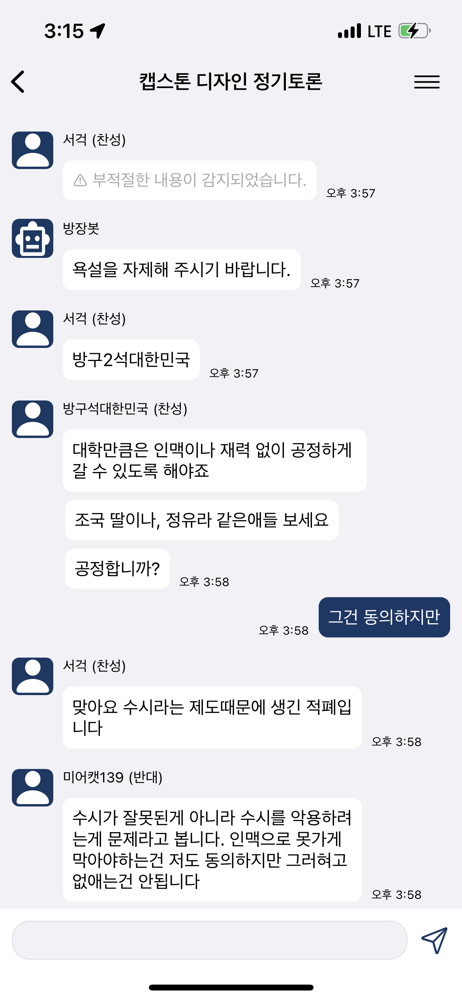 3:15
LTE
캡스톤 디자인 정기토론
서걱 (찬성)
부적절한 내용이 감지되었습니다.
오후 3:57
방장봇
욕설을 자제해 주시기 바랍니다.
오후 3:57
서걱 (찬성)
방구2석대한민국
오후 3:57
방구석대한민국 (찬성)
대학만큼은 인맥이나 재력 없이 공정하게
갈 수 있도록 해야죠
조국 딸이나, 정유라 같은애들 보세요
공정합니까?
오후 3:58
그건 동의하지만
오후 3:58
서걱 (찬성)
맞아요 수시라는 제도때문에 생긴 적폐입
니다
오후 3:58
미어캣139 (반대)
수시가 잘못된게 아니라 수시를 악용하려
는게 문제라고 봅니다. 인맥으로 못가게
막아야하는건 저도 동의하지만 그러혀고
없애는건 안됩니다
오후 3:58